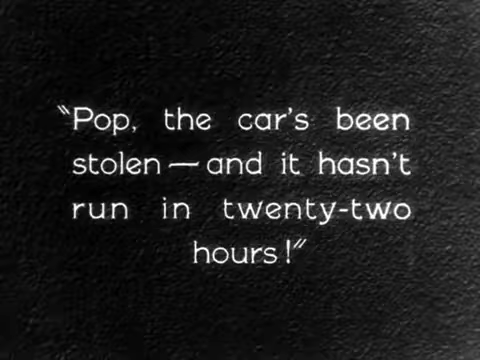 "Pop, the car's been
stolen — and it hasn't
run in twenty-two
hours!"